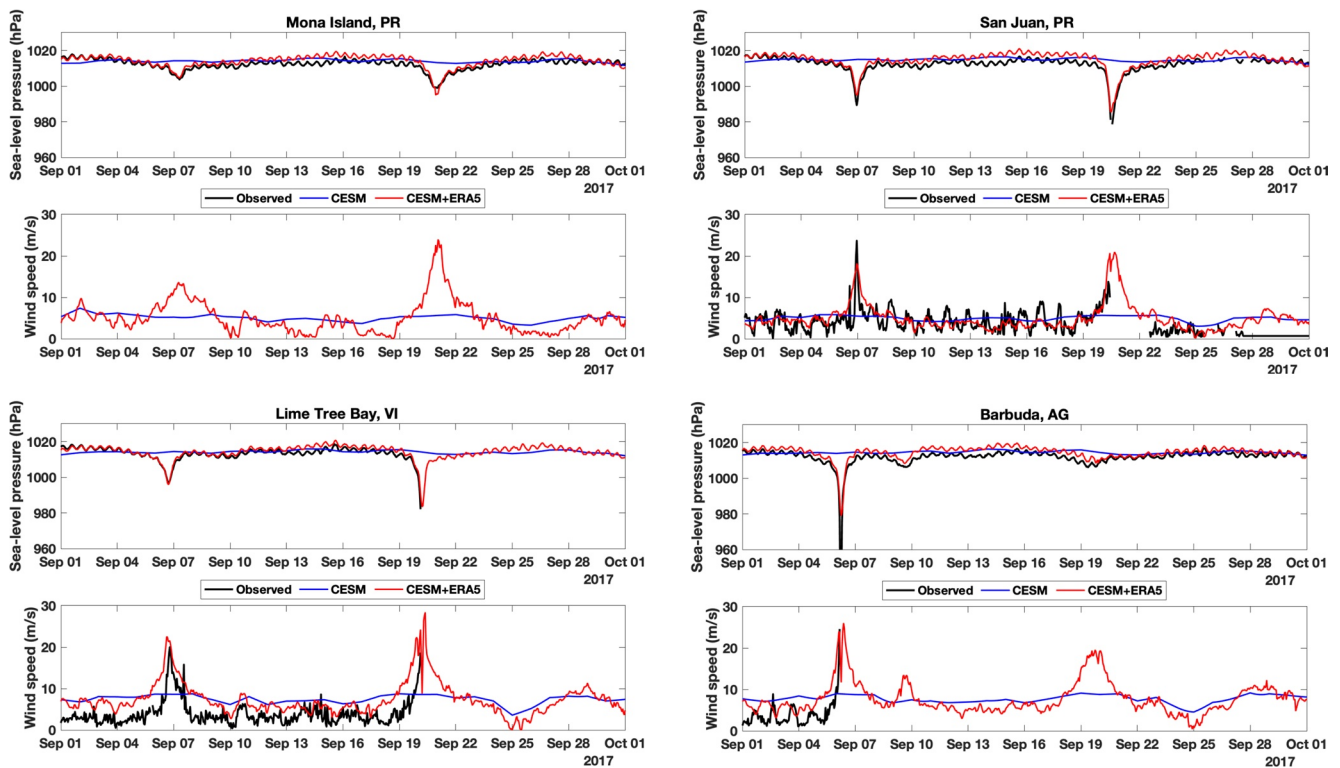 Mona Island, PR
Sea-level pressure (hPa)
1020
1000
980
960
Sep 01 Sep 04 Sep 07 Sep 10 Sep 13 Sep 16 Sep 19 Sep 22 Sep 25 Sep 28 Oct 01
2017
Observed CESM CESM+ERA5
Wind speed (m/s)
30
20
10
0
Sep 01 Sep 04 Sep 07 Sep 10 Sep 13 Sep 16 Sep 19 Sep 22 Sep 25 Sep 28 Oct 01
2017
San Juan, PR
Sea-level pressure (hPa)
1020
1000
980
960
Sep 01 Sep 04 Sep 07 Sep 10 Sep 13 Sep 16 Sep 19 Sep 22 Sep 25 Sep 28 Oct 01
2017
Observed CESM CESM+ERA5
Wind speed (m/s)
30
20
10
0
Sep 01 Sep 04 Sep 07 Sep 10 Sep 13 Sep 16 Sep 19 Sep 22 Sep 25 Sep 28 Oct 01
2017
Lime Tree Bay, VI
Sea-level pressure (hPa)
1020
1000
980
960
Sep 01 Sep 04 Sep 07 Sep 10 Sep 13 Sep 16 Sep 19 Sep 22 Sep 25 Sep 28 Oct 01
2017
Observed CESM CESM+ERA5
Wind speed (m/s)
30
20
10
0
Sep 01 Sep 04 Sep 07 Sep 10 Sep 13 Sep 16 Sep 19 Sep 22 Sep 25 Sep 28 Oct 01
2017
Barbuda, AG
Sea-level pressure (hPa)
1020
1000
980
960
Sep 01 Sep 04 Sep 07 Sep 10 Sep 13 Sep 16 Sep 19 Sep 22 Sep 25 Sep 28 Oct 01
2017
Observed CESM CESM+ERA5
Wind speed (m/s)
30
20
10
0
Sep 01 Sep 04 Sep 07 Sep 10 Sep 13 Sep 16 Sep 19 Sep 22 Sep 25 Sep 28 Oct 01
2017